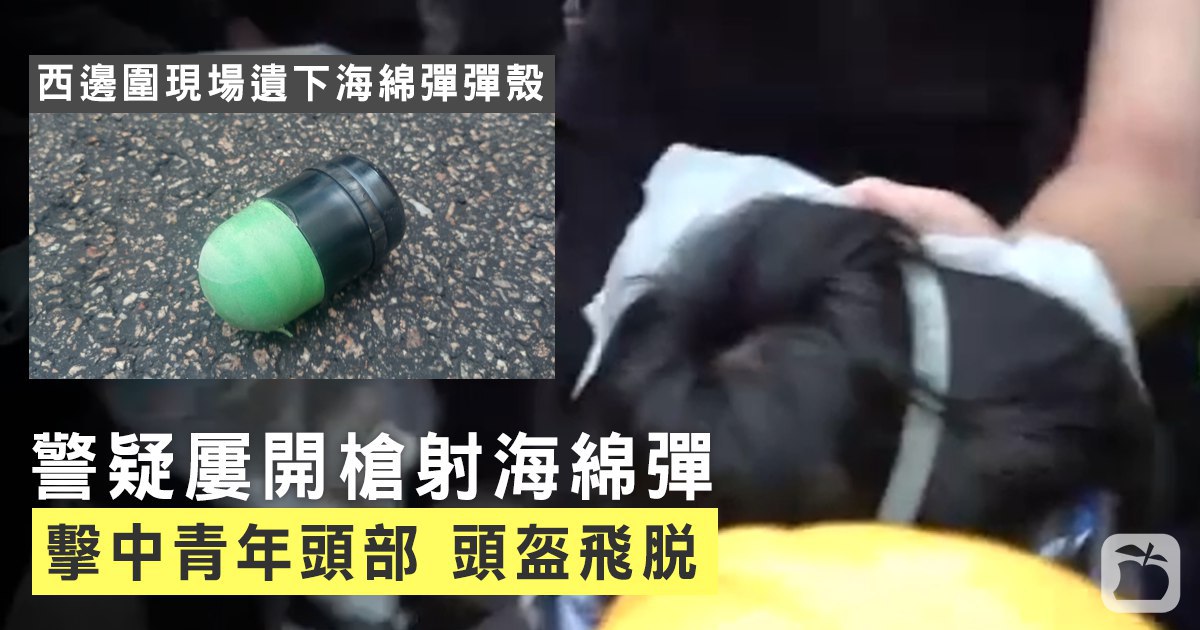 西邊圍現場遺下海綿彈彈殼
警疑屢開槍射海綿彈
擊中青年頭部 頭盔飛脱